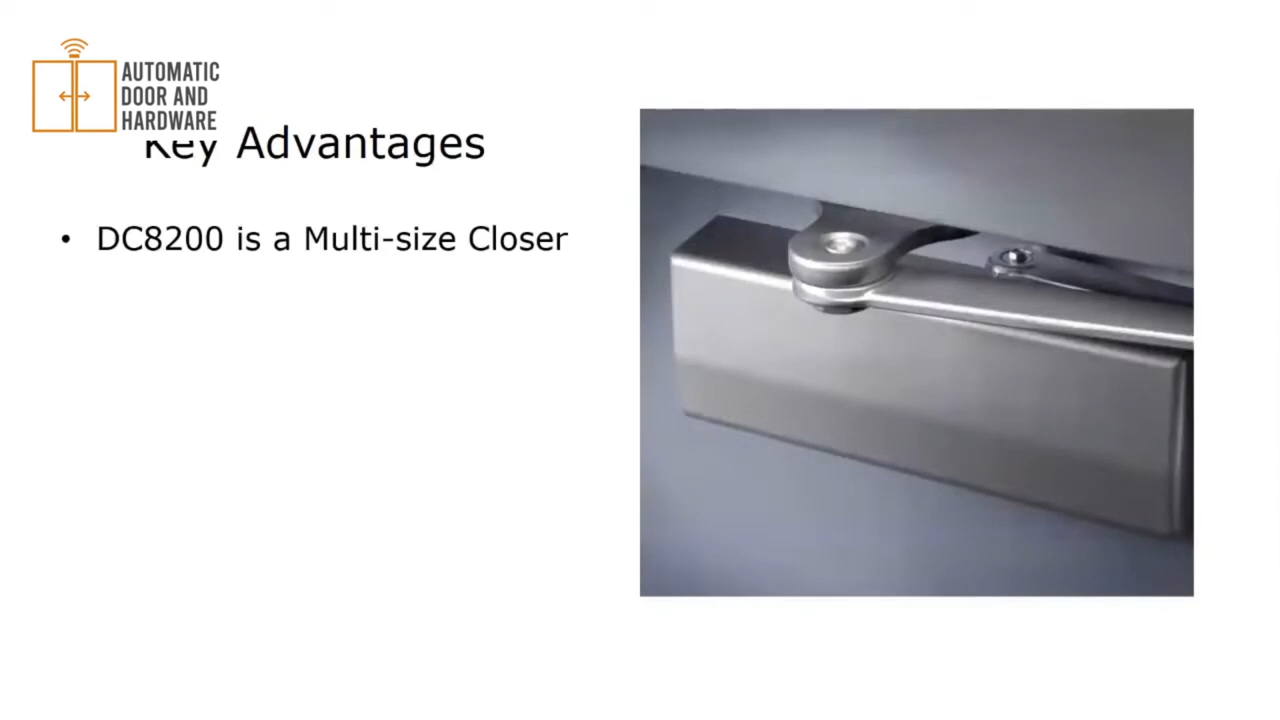 AUTOMATIC
DOOR AND
HARDWARE
Key Advantages
• DC8200 is a Multi-size Closer